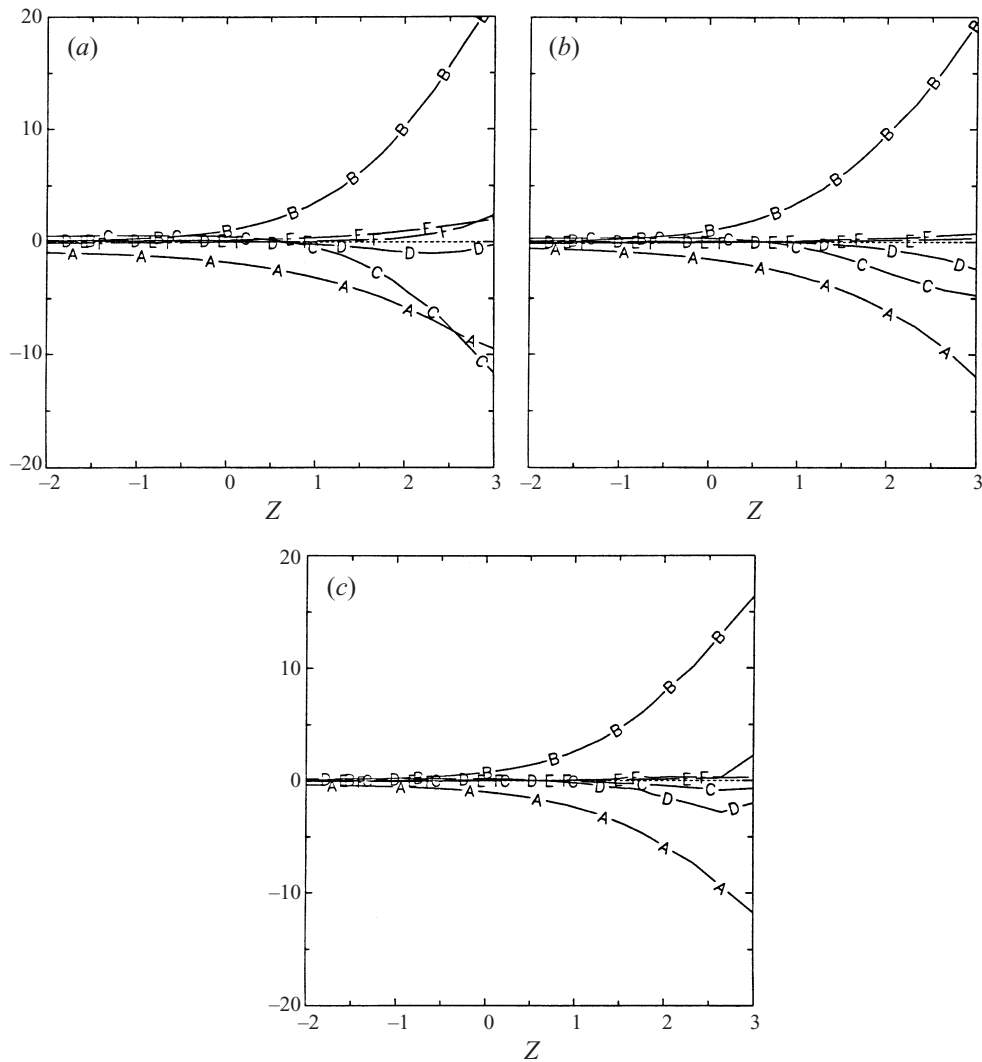 (a)
(b)
20
10
0
–10
–20
B B B B B B
A A A A A A A
C C C C C
D D D D
E E F F
–2 –1 0 1 2 3
Z
B B B B B
A A A A A A A
C C C C
D D D
E F
–2 –1 0 1 2 3
Z
(c)
20
10
0
–10
–20
B B B B B
A A A A A A A
C C
D D D
E F
–2 –1 0 1 2 3
Z